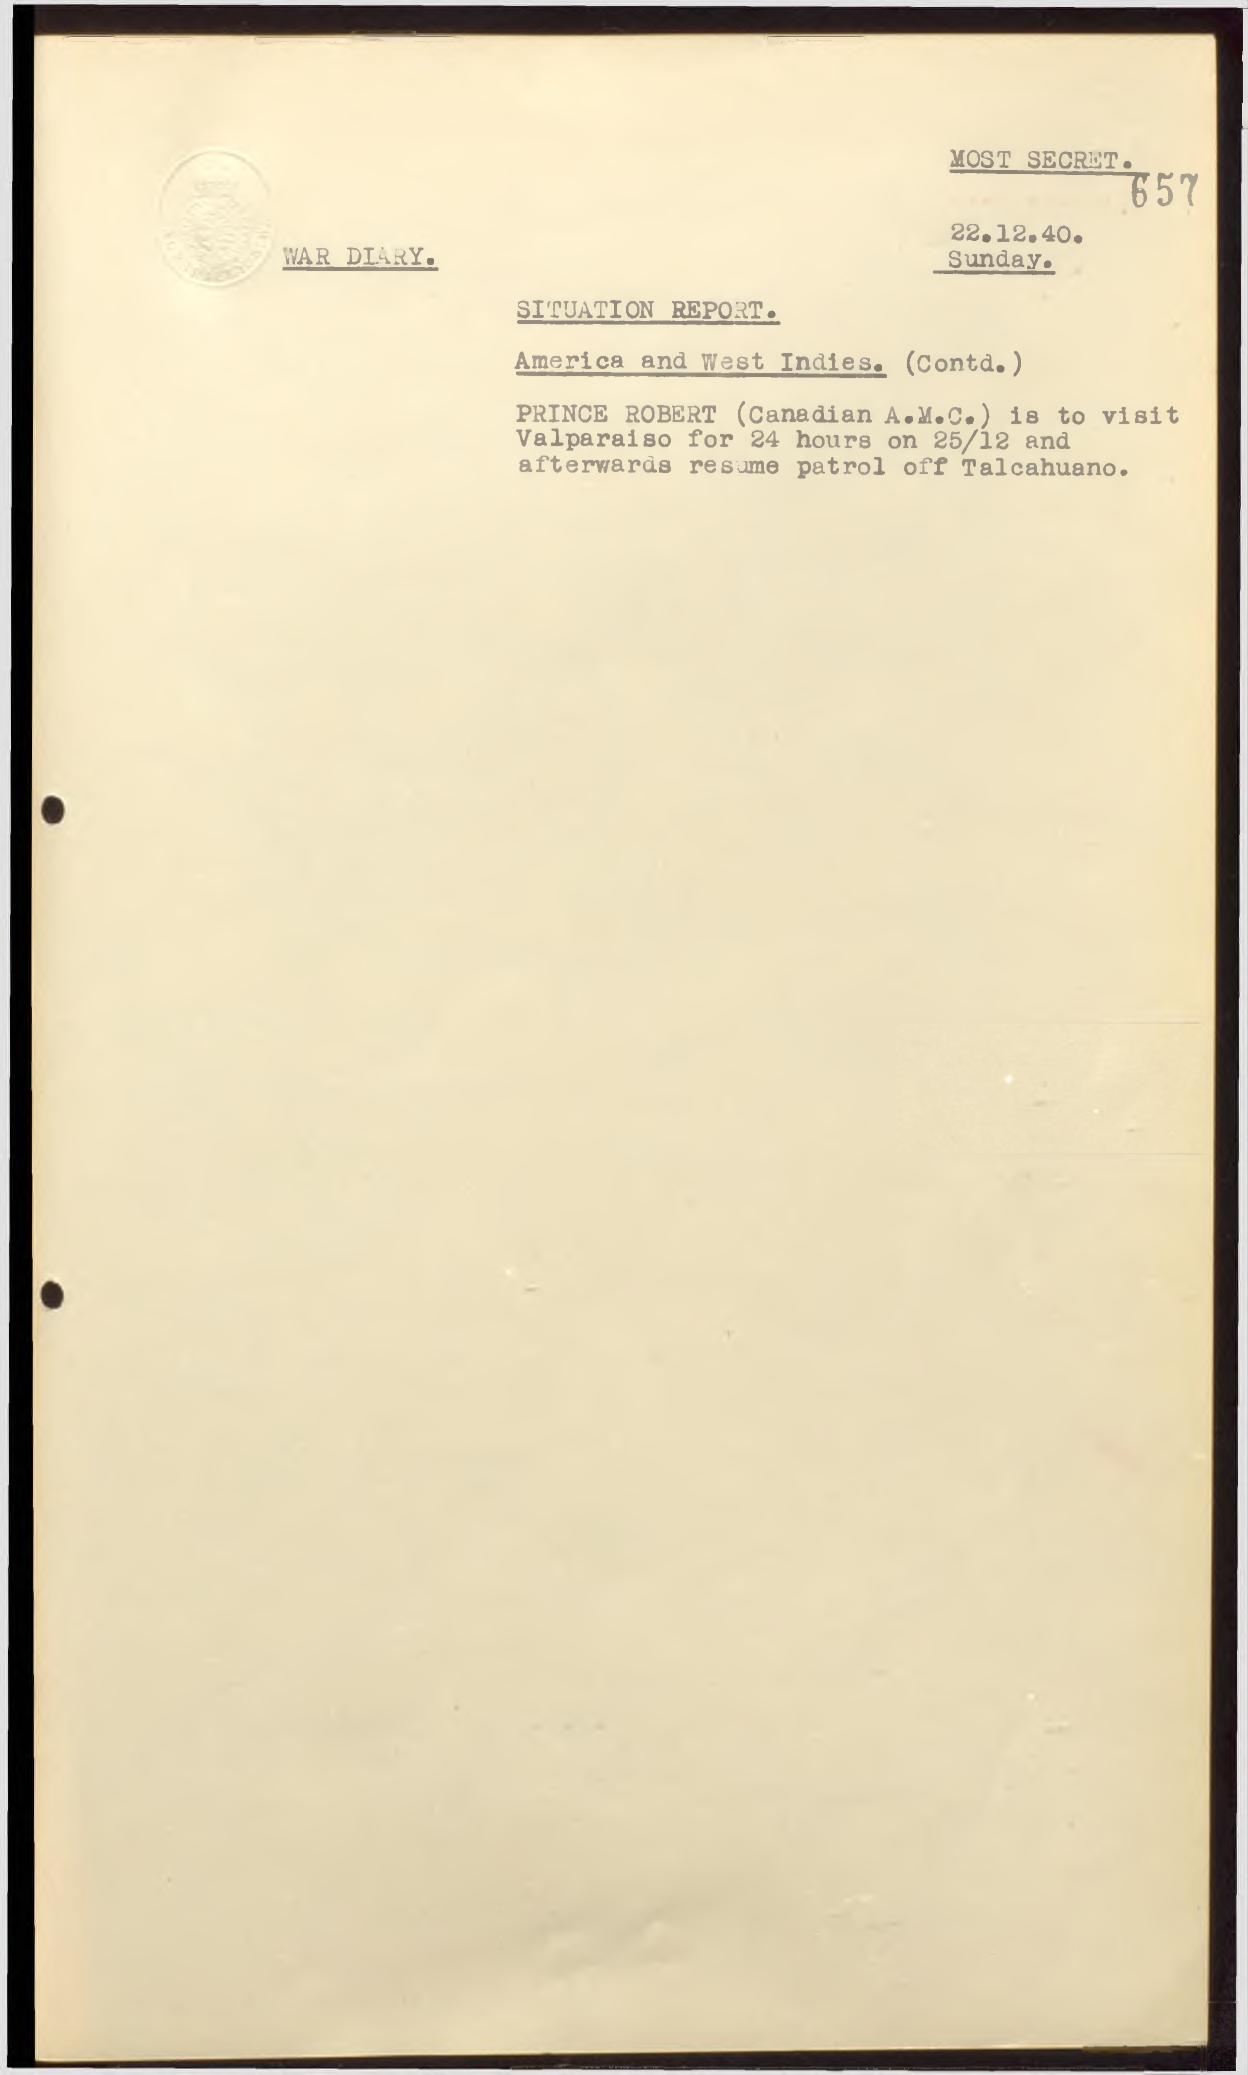 MOST SECRET.
657
22.12.40.
Sunday.
WAR DIARY.
SITUATION REPORT.
America and West Indies. (Contd.)
PRINCE ROBERT (Canadian A.M.C.) is to visit
Valparaiso for 24 hours on 25/12 and
afterwards resume patrol off Talcahuano.